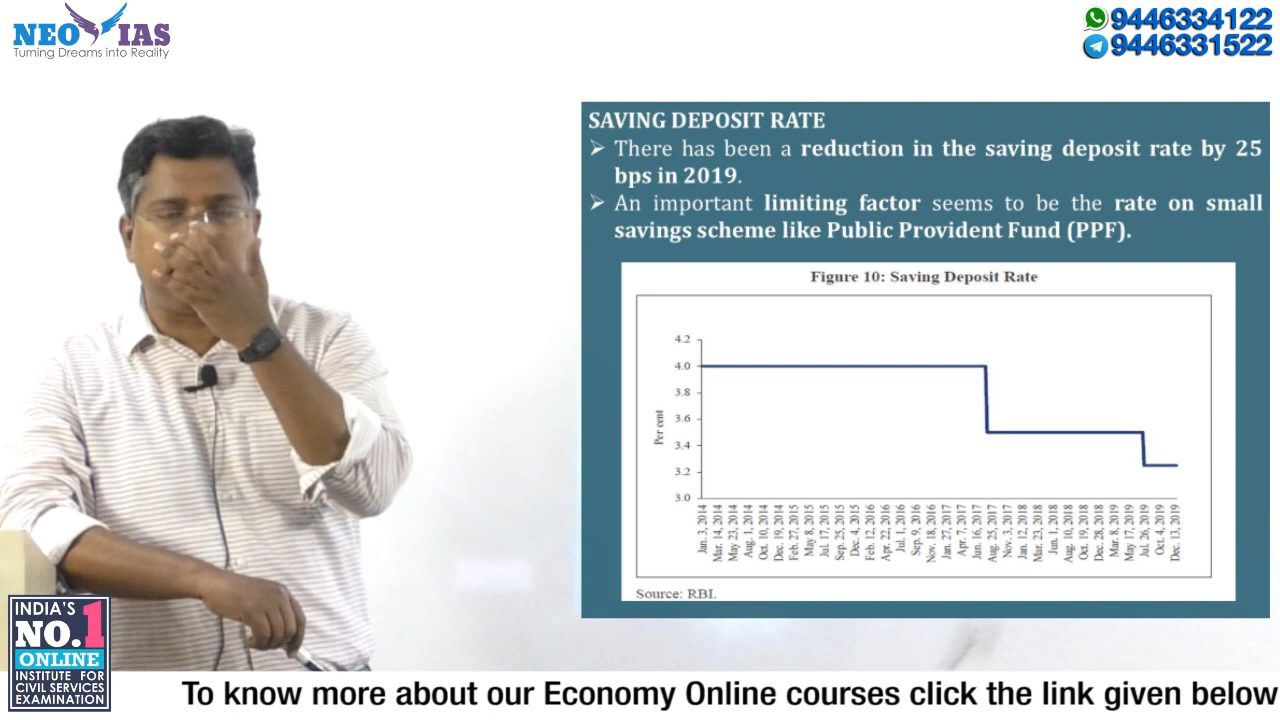 NEO IAS
Turning Dreams into Reality
9446334122
9446331522
SAVING DEPOSIT RATE
➢ There has been a reduction in the saving deposit rate by 25
bps in 2019.
➢ An important limiting factor seems to be the rate on small
savings scheme like Public Provident Fund (PPF).
Figure 10: Saving Deposit Rate
Per cent
4.2
4.0
3.8
3.6
3.4
3.2
3.0
Jan. 3, 2014
Mar. 14, 2014
May 23, 2014
Aug. 1, 2014
Oct. 10, 2014
Dec. 19, 2014
Feb. 27, 2015
May 8, 2015
Jul. 17, 2015
Sep. 25, 2015
Dec. 4, 2015
Feb. 12, 2016
Apr. 22, 2016
Jul. 1, 2016
Sep. 9, 2016
Nov. 18, 2016
Jan. 27, 2017
Apr. 7, 2017
Jun. 16, 2017
Aug. 25, 2017
Nov. 3, 2017
Jan. 12, 2018
Mar. 23, 2018
Jun. 1, 2018
Aug. 10, 2018
Oct. 19, 2018
Dec. 28, 2018
Mar. 8, 2019
May 17, 2019
Jul. 26, 2019
Oct. 4, 2019
Dec. 13, 2019
Source: RBI.
INDIA'S
NO.1
ONLINE
INSTITUTE FOR
CIVIL SERVICES
EXAMINATION
To know more about our Economy Online courses click the link given below